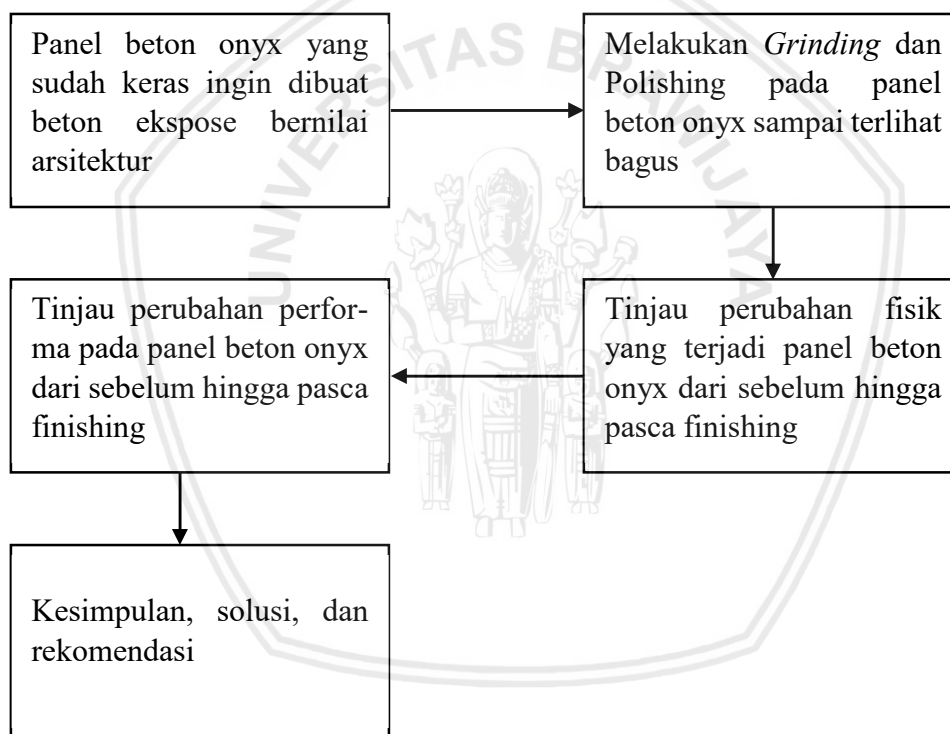 UNIVERSITAS BRAWIJAYA
Panel beton onyx yang
sudah keras ingin dibuat
beton ekspose bernilai
arsitektur
Melakukan Grinding dan
Polishing pada panel
beton onyx sampai terlihat
bagus
Tinjau perubahan fisik
yang terjadi panel beton
onyx dari sebelum hingga
pasca finishing
Tinjau perubahan perfor-
ma pada panel beton onyx
dari sebelum hingga pasca
finishing
Kesimpulan, solusi, dan
rekomendasi